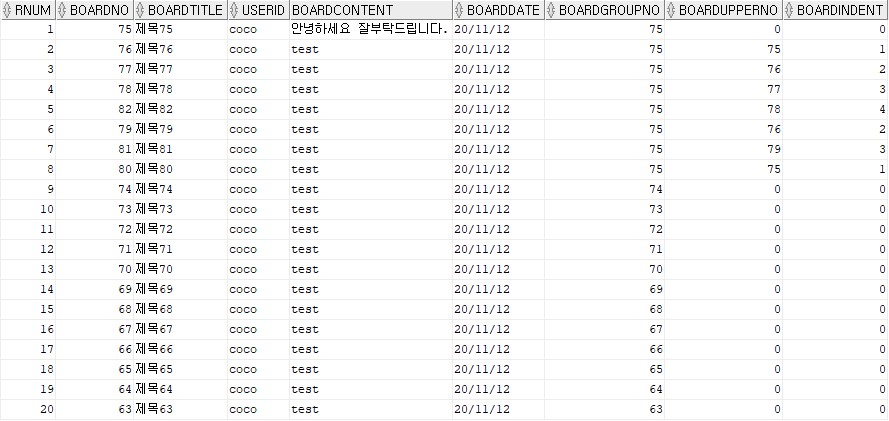 RNUM BOARDNO BOARDTITLE USERID BOARDCONTENT BOARDDATE BOARDGROUPNO BOARDUPPERNO BOARDINDENT
1 75 제목75 coco 안녕하세요 잘부탁드립니다. 20/11/12 75 0 0
2 76 제목76 coco test 20/11/12 75 75 1
3 77 제목77 coco test 20/11/12 75 76 2
4 78 제목78 coco test 20/11/12 75 77 3
5 82 제목82 coco test 20/11/12 75 78 4
6 79 제목79 coco test 20/11/12 75 76 2
7 81 제목81 coco test 20/11/12 75 79 3
8 80 제목80 coco test 20/11/12 75 75 1
9 74 제목74 coco test 20/11/12 74 0 0
10 73 제목73 coco test 20/11/12 73 0 0
11 72 제목72 coco test 20/11/12 72 0 0
12 71 제목71 coco test 20/11/12 71 0 0
13 70 제목70 coco test 20/11/12 70 0 0
14 69 제목69 coco test 20/11/12 69 0 0
15 68 제목68 coco test 20/11/12 68 0 0
16 67 제목67 coco test 20/11/12 67 0 0
17 66 제목66 coco test 20/11/12 66 0 0
18 65 제목65 coco test 20/11/12 65 0 0
19 64 제목64 coco test 20/11/12 64 0 0
20 63 제목63 coco test 20/11/12 63 0 0